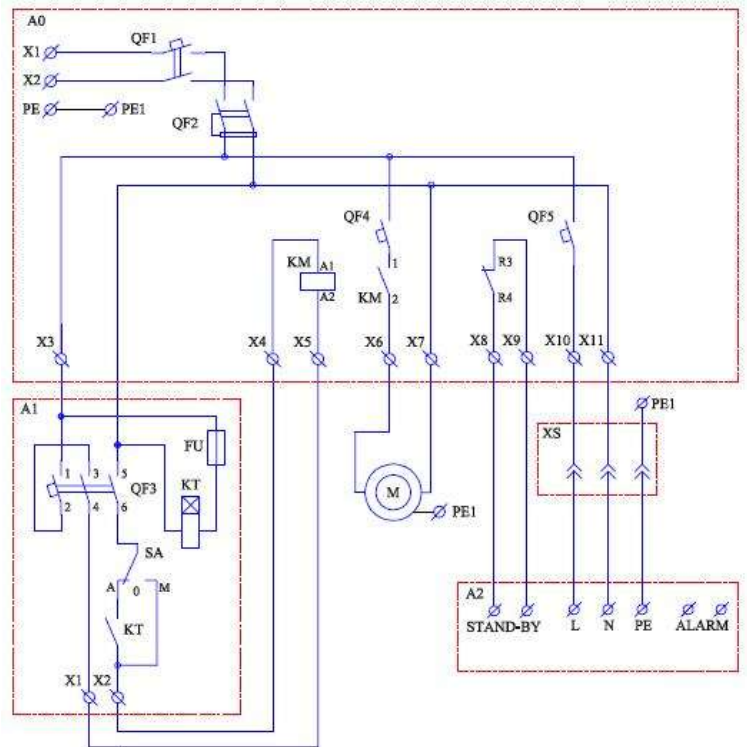 A0
QF1
X1
X2
PE PE1
QF2
QF4 QF5
KM A1 A2
1
KM 2
R3
R4
X3 X4 X5 X6 X7 X8 X9 X10 X11
A1
PE1
XS
FU
1 3 5
QF3 KT
2 4 6
M
PE1
SA
A 0 M
KT
A2
STAND-BY L N PE ALARM
X1 X2